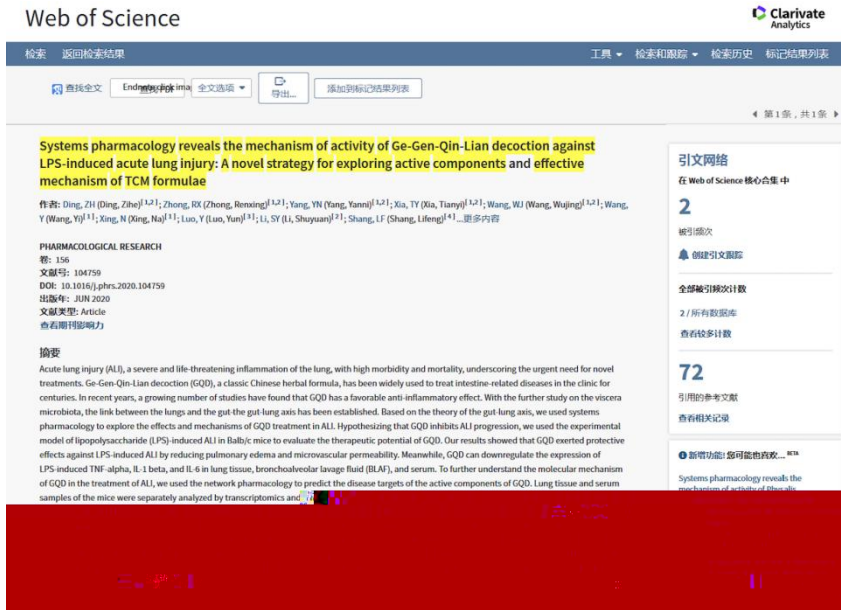 Web of Science
Clarivate
Analytics
检索 返回检索结果 工具 检索和跟踪 检索历史 标记结果列表
查找全文 全文选项 导出... 添加到标记结果列表
第1条，共1条
Systems pharmacology reveals the mechanism of activity of Ge-Gen-Qin-Lian decoction against
LPS-induced acute lung injury: A novel strategy for exploring active components and effective
mechanism of TCM formulae
作者: Ding, ZH (Ding, Zihe)[1,2]; Zhong, RX (Zhong, Renxing)[1,2]; Yang, YN (Yang, Yanni)[1,2]; Xia, TY (Xia, Tianyi)[1,2]; Wang, WJ (Wang, Wujing)[1,2]; Wang,
Y (Wang, Yi)[1]; Xing, N (Xing, Na)[1]; Luo, Y (Luo, Yun)[3]; Li, SY (Li, Shuyuan)[2]; Shang, LF (Shang, Lifeng)[4] ...更多内容
PHARMACOLOGICAL RESEARCH
卷: 156
文献号: 104759
DOI: 10.1016/j.phrs.2020.104759
出版年: JUN 2020
文献类型: Article
查看期刊影响力
摘要
Acute lung injury (ALI), a severe and life-threatening inflammation of the lung, with high morbidity and mortality, underscoring the urgent need for novel
treatments. Ge-Gen-Qin-Lian decoction (GQD), a classic Chinese herbal formula, has been widely used to treat intestine-related diseases in the clinic for
centuries. In recent years, a growing number of studies have found that GQD has a favorable anti-inflammatory effect. With the further study on the viscera
microbiota, the link between the lungs and the gut-the gut-lung axis has been established. Based on the theory of the gut-lung axis, we used systems
pharmacology to explore the effects and mechanisms of GQD treatment in ALI. Hypothesizing that GQD inhibits ALI progression, we used the experimental
model of lipopolysaccharide (LPS)-induced ALI in Balb/c mice to evaluate the therapeutic potential of GQD. Our results showed that GQD exerted protective
effects against LPS-induced ALI by reducing pulmonary edema and microvascular permeability. Meanwhile, GQD can downregulate the expression of
LPS-induced TNF-alpha, IL-1 beta, and IL-6 in lung tissue, bronchoalveolar lavage fluid (BLAF), and serum. To further understand the molecular mechanism
of GQD in the treatment of ALI, we used the network pharmacology to predict the disease targets of the active components of GQD. Lung tissue and serum
samples of the mice were separately analyzed by transcriptomics and
引文网络
在 Web of Science 核心合集 中
2
被引频次
创建引文跟踪
全部被引频次计数
2 / 所有数据库
查看较多计数
72
引用的参考文献
查看相关记录
新增功能! 您可能也喜欢... BETA
Systems pharmacology reveals the
mechanism of activity of Physalis